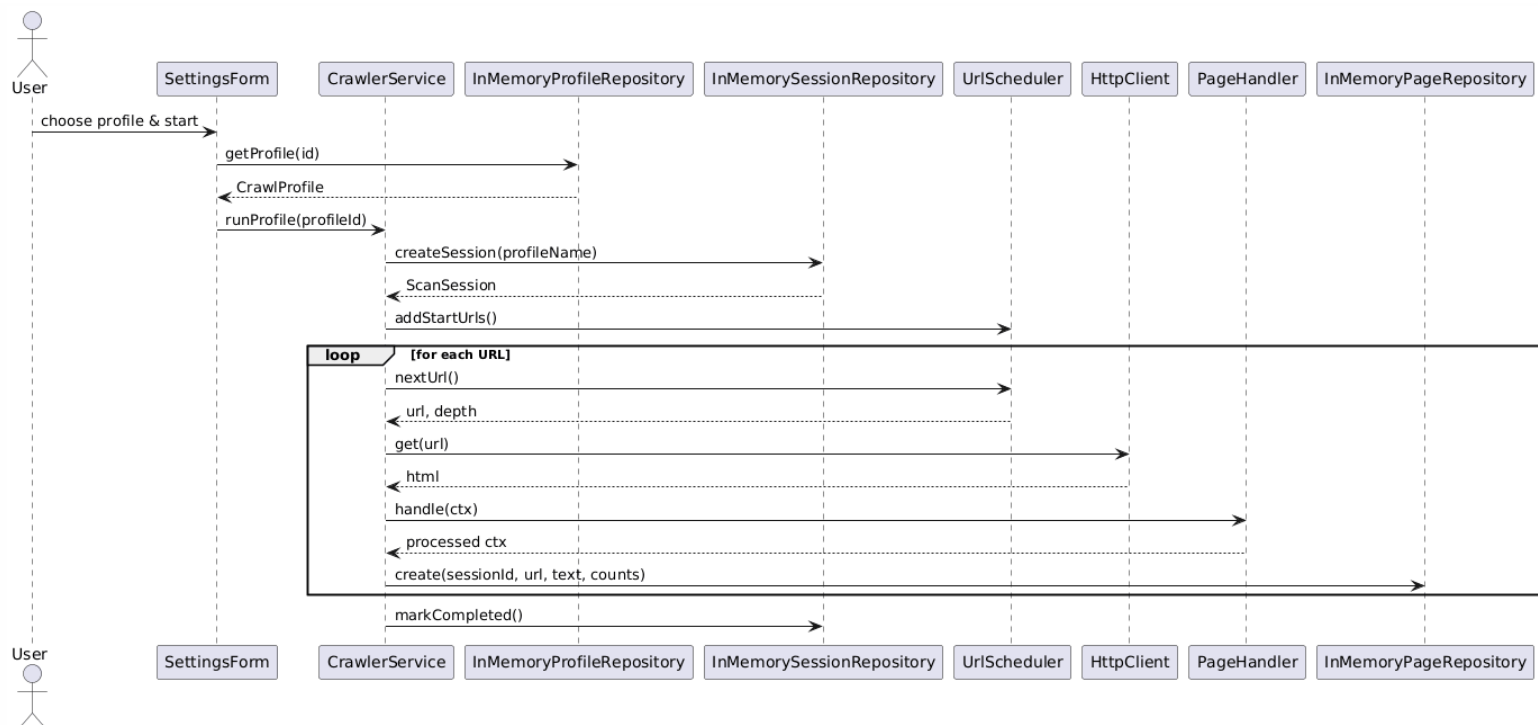 User
SettingsForm
CrawlerService
InMemoryProfileRepository
InMemorySessionRepository
UrlScheduler
HttpClient
PageHandler
InMemoryPageRepository
choose profile & start
getProfile(id)
CrawlProfile
runProfile(profileId)
createSession(profileName)
ScanSession
addStartUrls()
loop
[for each URL]
nextUrl()
url, depth
get(url)
html
handle(ctx)
processed ctx
create(sessionId, url, text, counts)
markCompleted()
User
SettingsForm
CrawlerService
InMemoryProfileRepository
InMemorySessionRepository
UrlScheduler
HttpClient
PageHandler
InMemoryPageRepository